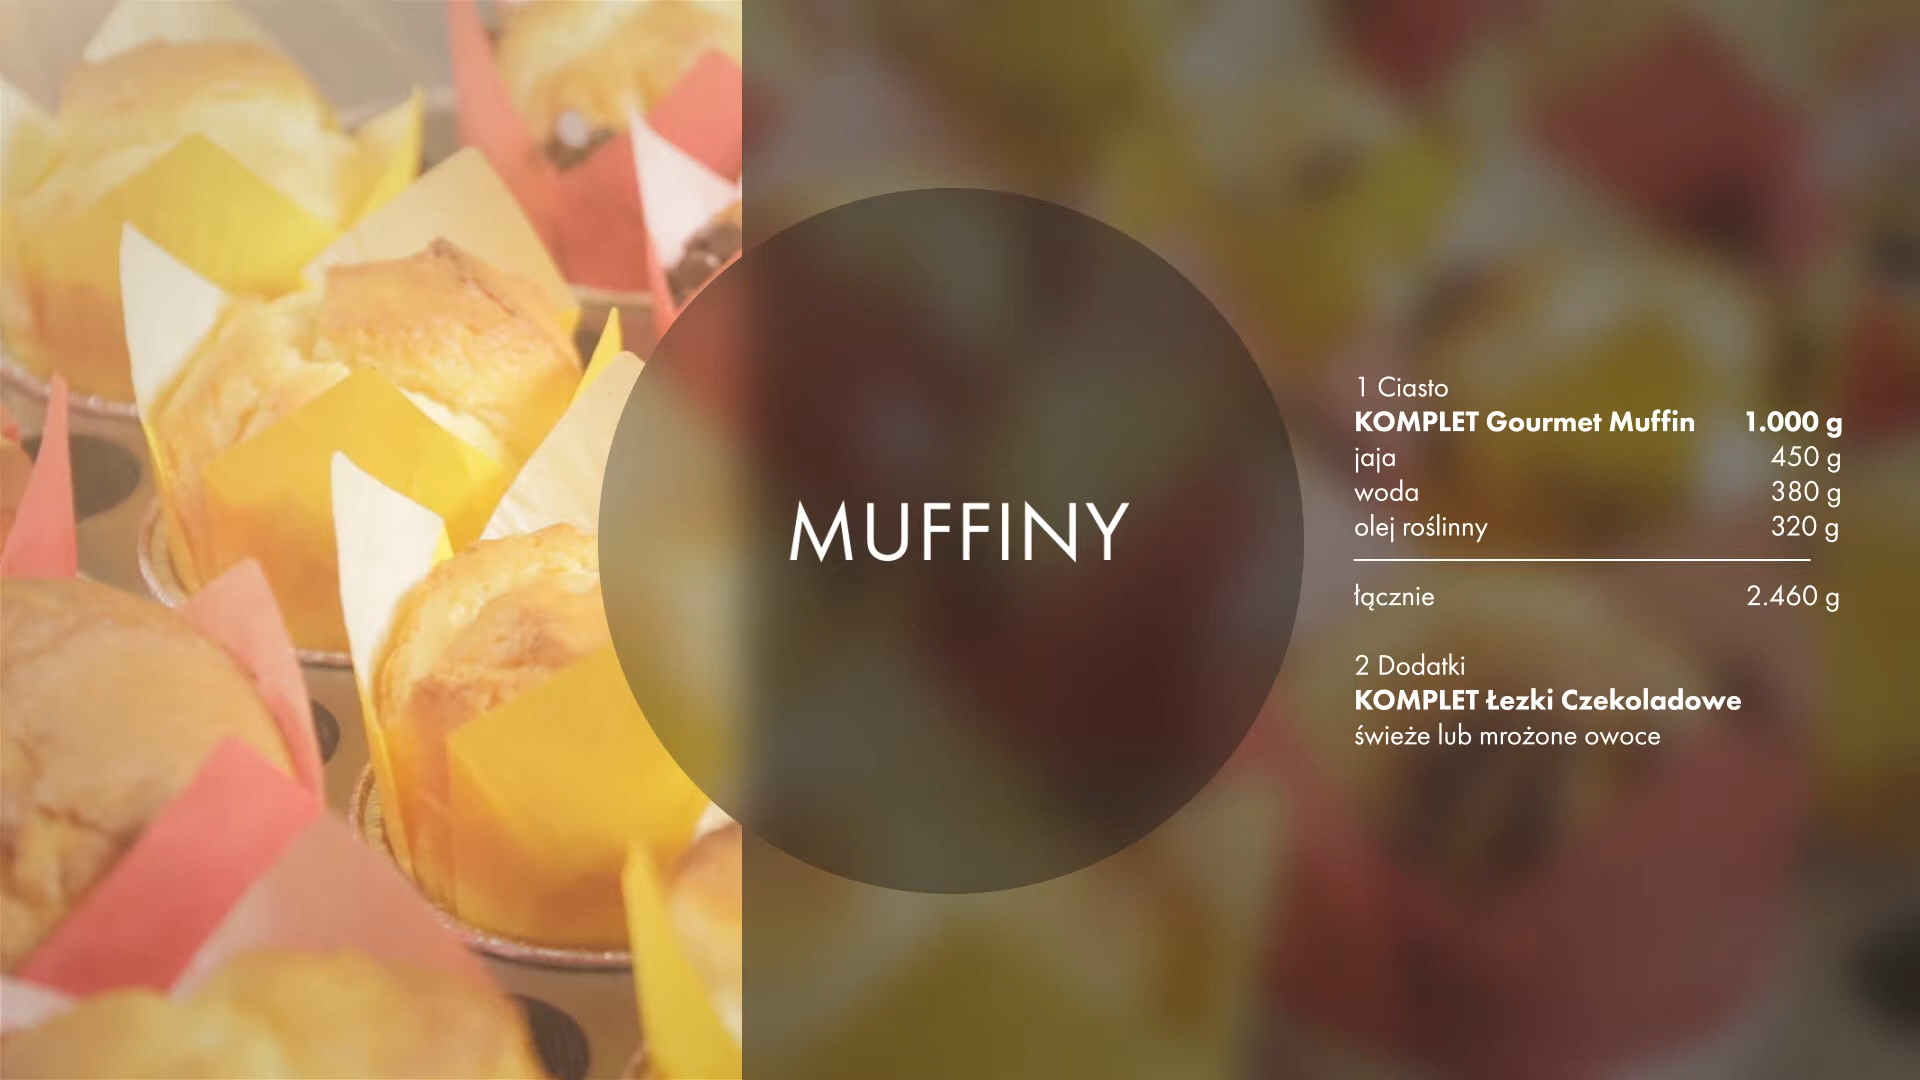 MUFFINY
1 Ciasto
KOMPLET Gourmet Muffin 1.000 g
jaja 450 g
woda 380 g
olej roślinny 320 g
łącznie 2.460 g
2 Dodatki
KOMPLET Łezki Czekoladowe
świeże lub mrożone owoce